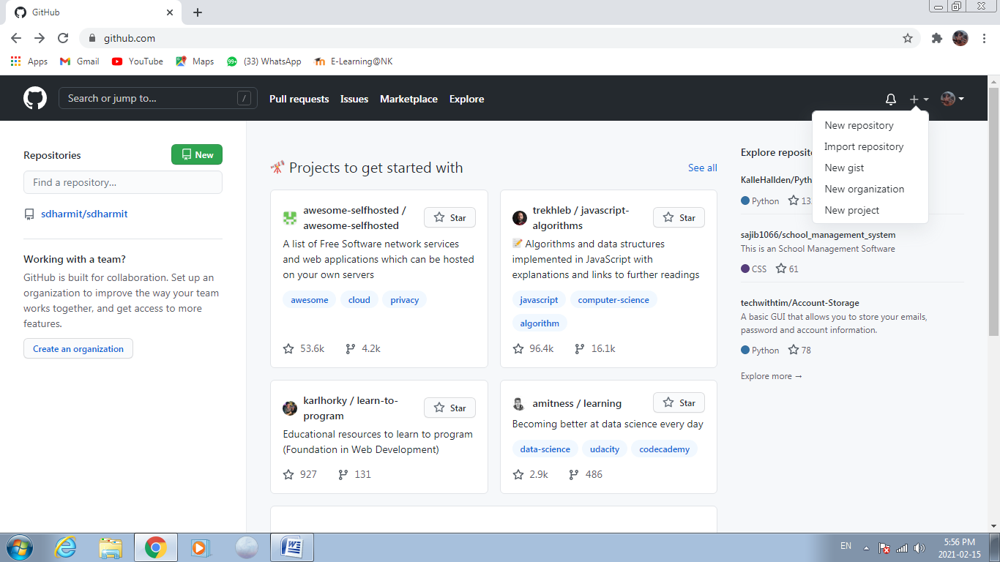 GitHub
github.com
Apps
Gmail
YouTube
Maps
99+
(33) WhatsApp
E-Learning@NK
Search or jump to...
/
Pull requests
Issues
Marketplace
Explore
New repository
Import repository
New gist
New organization
New project
Repositories
New
Find a repository...
sdharmit/sdharmit
Working with a team?
GitHub is built for collaboration. Set up an
organization to improve the way your team
works together, and get access to more
features.
Create an organization
Projects to get started with
See all
awesome-selfhosted /
awesome-selfhosted
Star
A list of Free Software network services
and web applications which can be hosted
on your own servers
awesome
cloud
privacy
53.6k
4.2k
trekhleb / javascript-
algorithms
Star
Algorithms and data structures
implemented in JavaScript with
explanations and links to further readings
javascript
computer-science
algorithm
96.4k
16.1k
karlhorky / learn-to-
program
Star
Educational resources to learn to program
(Foundation in Web Development)
927
131
amitness / learning
Star
Becoming better at data science every day
data-science
udacity
codecademy
2.9k
486
Explore
KalleHallden/
Python
sajib1066/school_management_system
This is an School Management Software
CSS
61
techwithtim/Account-Storage
A basic GUI that allows you to store your emails,
password and account information.
Python
78
Explore more →
EN
5:56 PM
2021-02-15